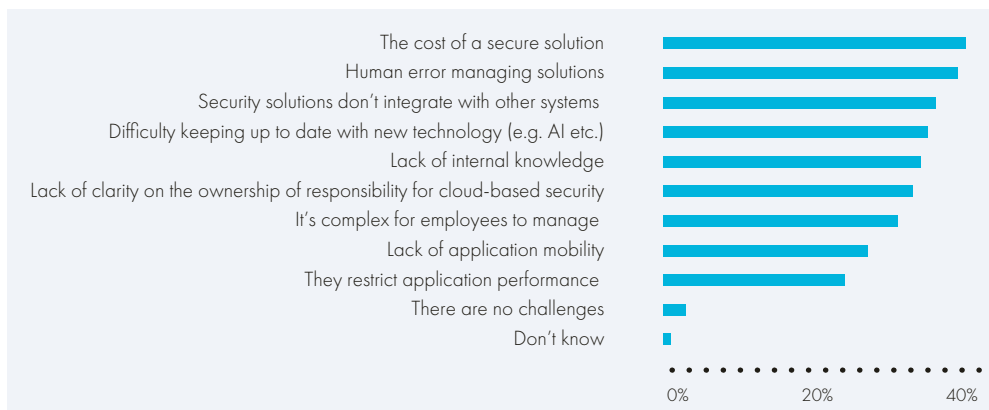 The cost of a secure solution
Human error managing solutions
Security solutions don’t integrate with other systems
Difficulty keeping up to date with new technology (e.g. AI etc.)
Lack of internal knowledge
Lack of clarity on the ownership of responsibility for cloud-based security
It’s complex for employees to manage
Lack of application mobility
They restrict application performance
There are no challenges
Don’t know
0% 20% 40%